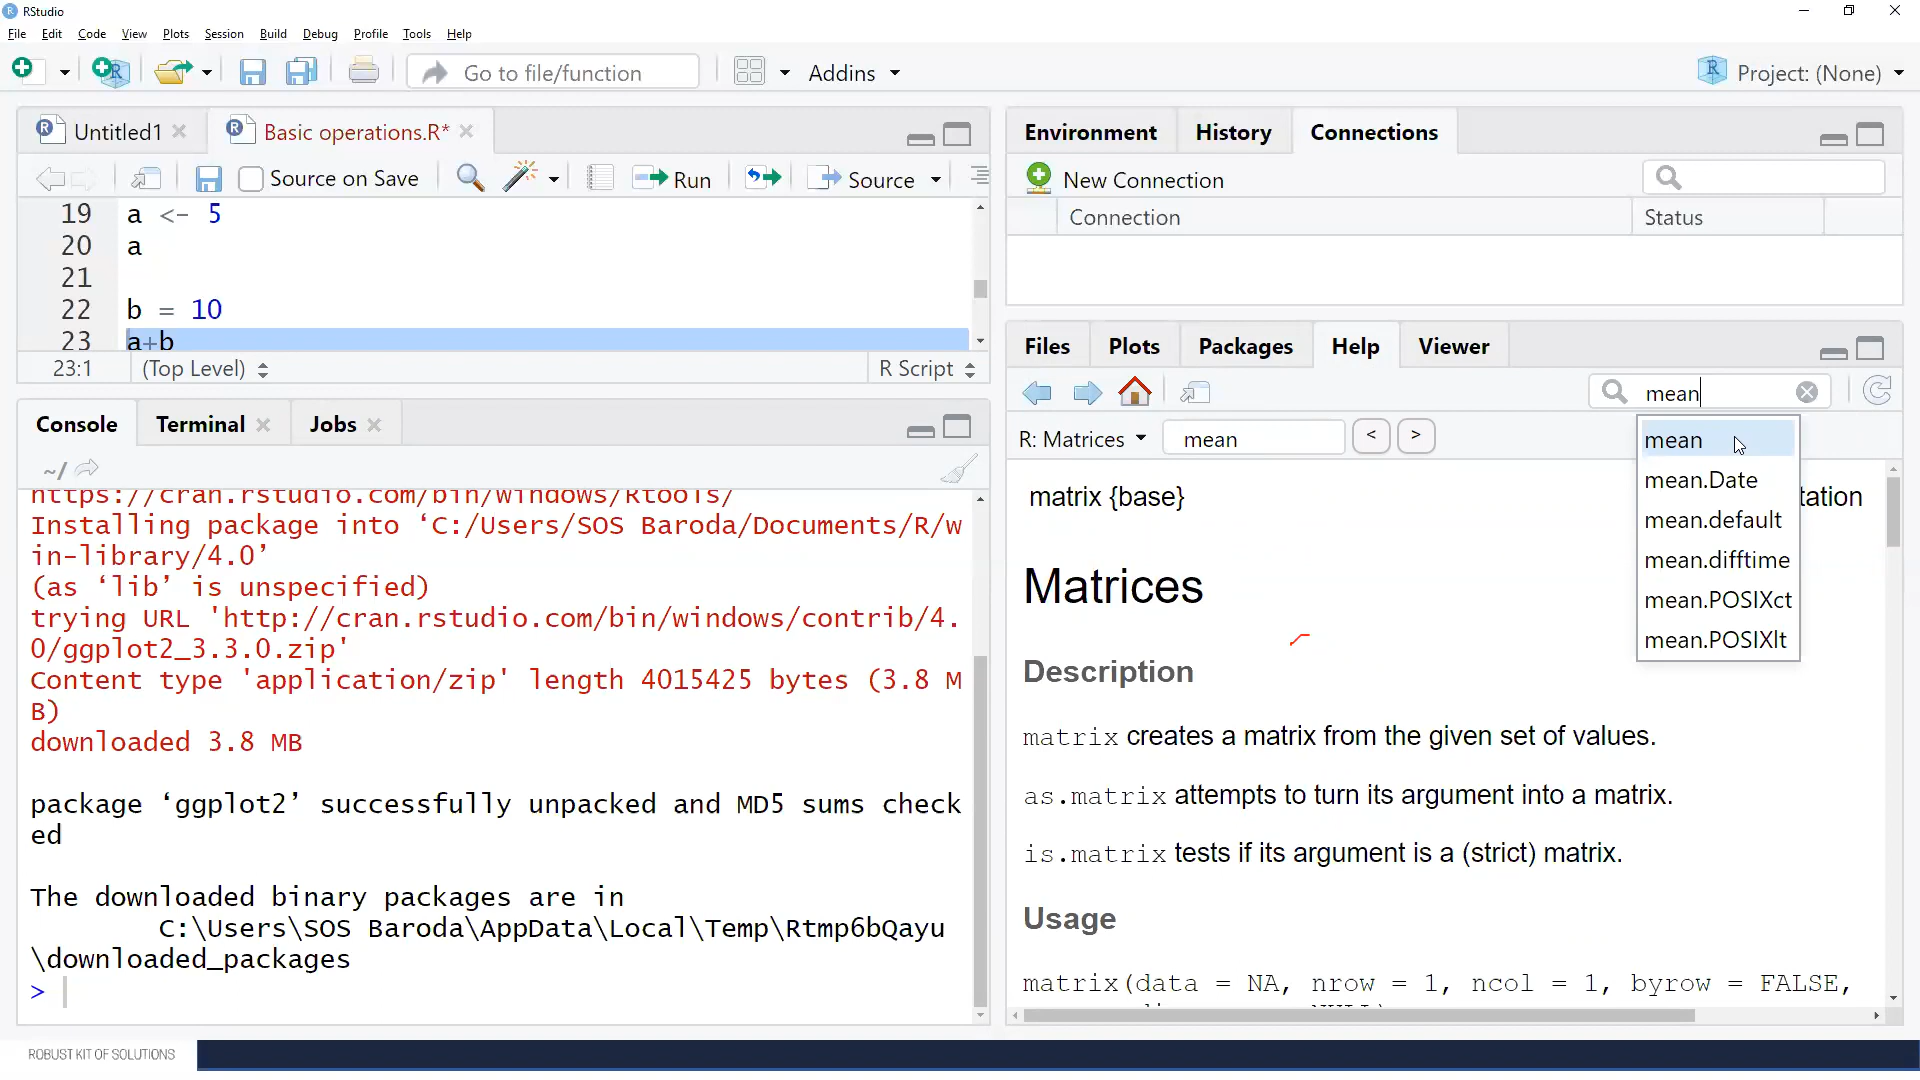 RStudio
File Edit Code View Plots Session Build Debug Profile Tools Help
Go to file/function
Addins
Project: (None)
Untitled1
Basic operations.R*
Source on Save
Run
Source
19 a <- 5
20 a
21
22 b = 10
23 a+b
23:1 (Top Level) R Script
Console Terminal Jobs
~/
https://cran.rstudio.com/bin/windows/Rtools/
Installing package into ‘C:/Users/SOS Baroda/Documents/R/w
in-library/4.0’
(as ‘lib’ is unspecified)
trying URL 'http://cran.rstudio.com/bin/windows/contrib/4.
0/ggplot2_3.3.0.zip'
Content type 'application/zip' length 4015425 bytes (3.8 M
B)
downloaded 3.8 MB
package ‘ggplot2’ successfully unpacked and MD5 sums check
ed
The downloaded binary packages are in
C:\Users\SOS Baroda\AppData\Local\Temp\Rtmp6bQayu
\downloaded_packages
>
Environment History Connections
New Connection
Connection Status
Files Plots Packages Help Viewer
mean
R: Matrices mean < >
mean
mean.Date
mean.default
mean.difftime
mean.POSIXct
mean.POSIXlt
matrix {base} tation
Matrices
Description
matrix creates a matrix from the given set of values.
as.matrix attempts to turn its argument into a matrix.
is.matrix tests if its argument is a (strict) matrix.
Usage
matrix(data = NA, nrow = 1, ncol = 1, byrow = FALSE,
ROBUST KIT OF SOLUTIONS